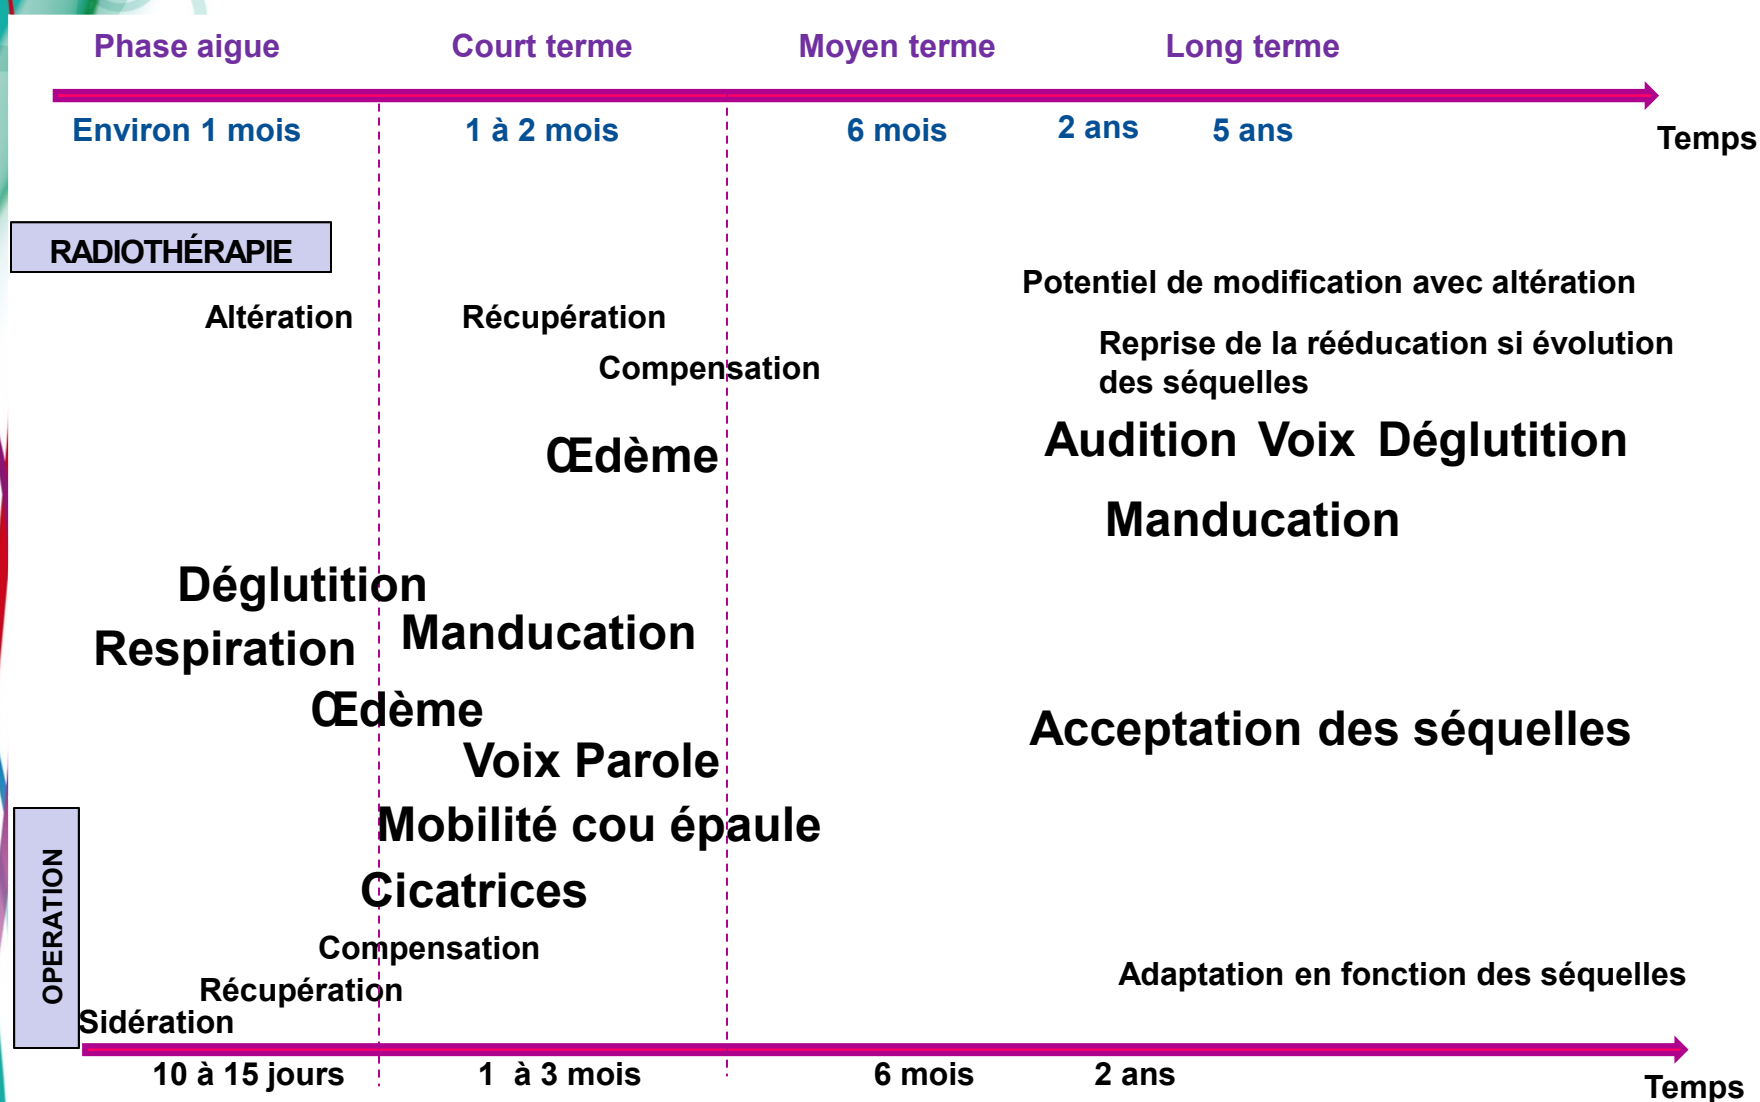 Phase aigue Court terme Moyen terme Long terme
Environ 1 mois 1 à 2 mois 6 mois 2 ans 5 ans Temps
RADIOTHÉRAPIE
Potentiel de modification avec altération
Altération Récupération
Reprise de la rééducation si évolution
des séquelles
Compensation
Œdème
Audition Voix Déglutition
Manducation
Déglutition
Manducation
Respiration
Œdème
Acceptation des séquelles
Voix Parole
Mobilité cou épaule
Cicatrices
OPERATION
Compensation
Adaptation en fonction des séquelles
Récupération
Sidération
10 à 15 jours 1 à 3 mois 6 mois 2 ans Temps